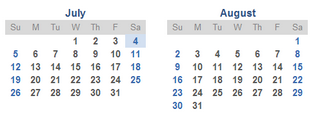 July August
Su M Tu W Th F Sa Su M Tu W Th F Sa
1 2 3 4 1
5 6 7 8 9 10 11 2 3 4 5 6 7 8
12 13 14 15 16 17 18 9 10 11 12 13 14 15
19 20 21 22 23 24 25 16 17 18 19 20 21 22
26 27 28 29 30 31 23 24 25 26 27 28 29
30 31